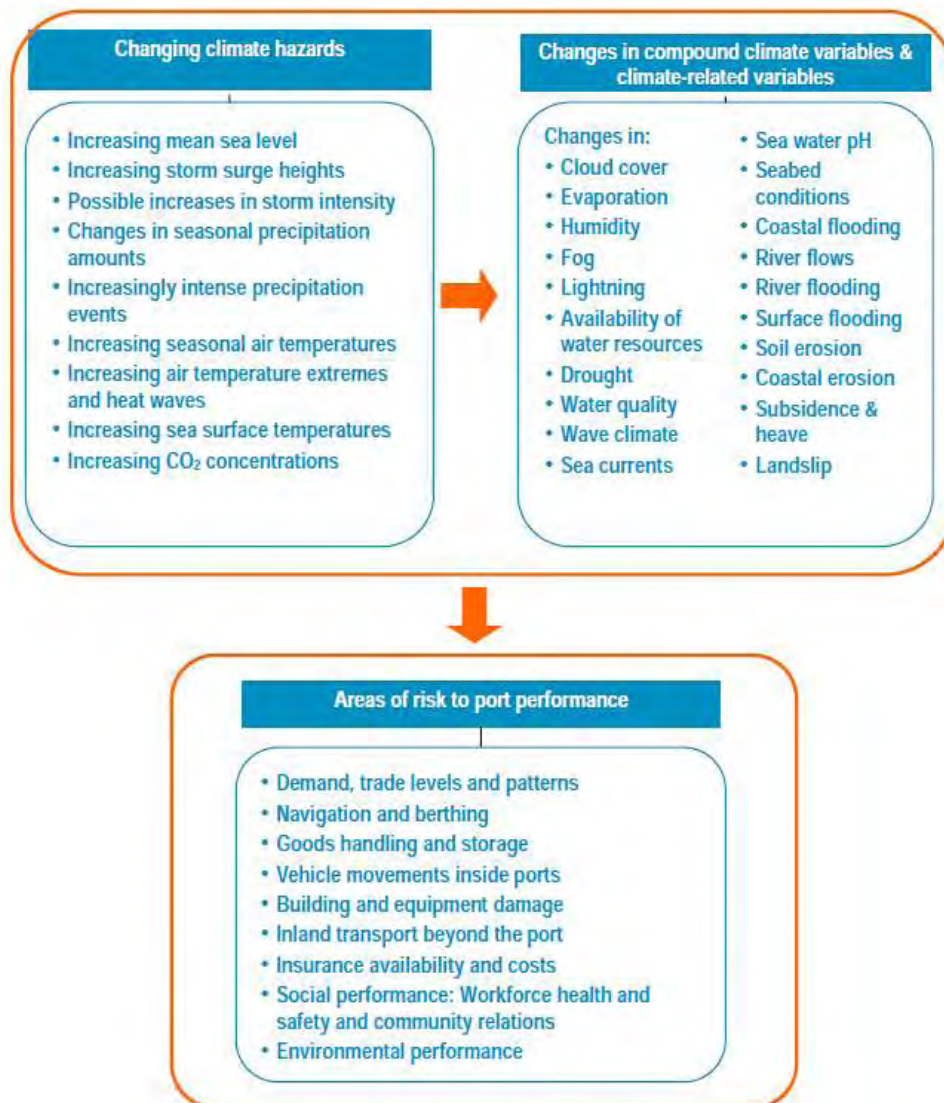 Changing climate hazards
• Increasing mean sea level
• Increasing storm surge heights
• Possible increases in storm intensity
• Changes in seasonal precipitation
amounts
• Increasingly intense precipitation
events
• Increasing seasonal air temperatures
• Increasing air temperature extremes
and heat waves
• Increasing sea surface temperatures
• Increasing CO₂ concentrations
Changes in compound climate variables &
climate-related variables
Changes in:
• Cloud cover
• Evaporation
• Humidity
• Fog
• Lightning
• Availability of
water resources
• Drought
• Water quality
• Wave climate
• Sea currents
• Sea water pH
• Seabed
conditions
• Coastal flooding
• River flows
• River flooding
• Surface flooding
• Soil erosion
• Coastal erosion
• Subsidence &
heave
• Landslip
Areas of risk to port performance
• Demand, trade levels and patterns
• Navigation and berthing
• Goods handling and storage
• Vehicle movements inside ports
• Building and equipment damage
• Inland transport beyond the port
• Insurance availability and costs
• Social performance: Workforce health and
safety and community relations
• Environmental performance